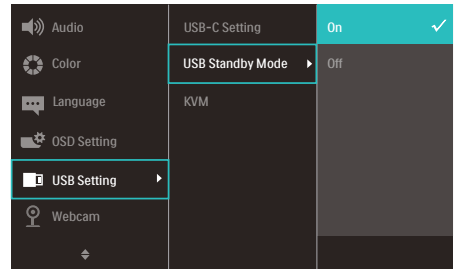 Audio
Color
Language
OSD Setting
USB Setting
Webcam
USB-C Setting
USB Standby Mode
KVM
On
Off